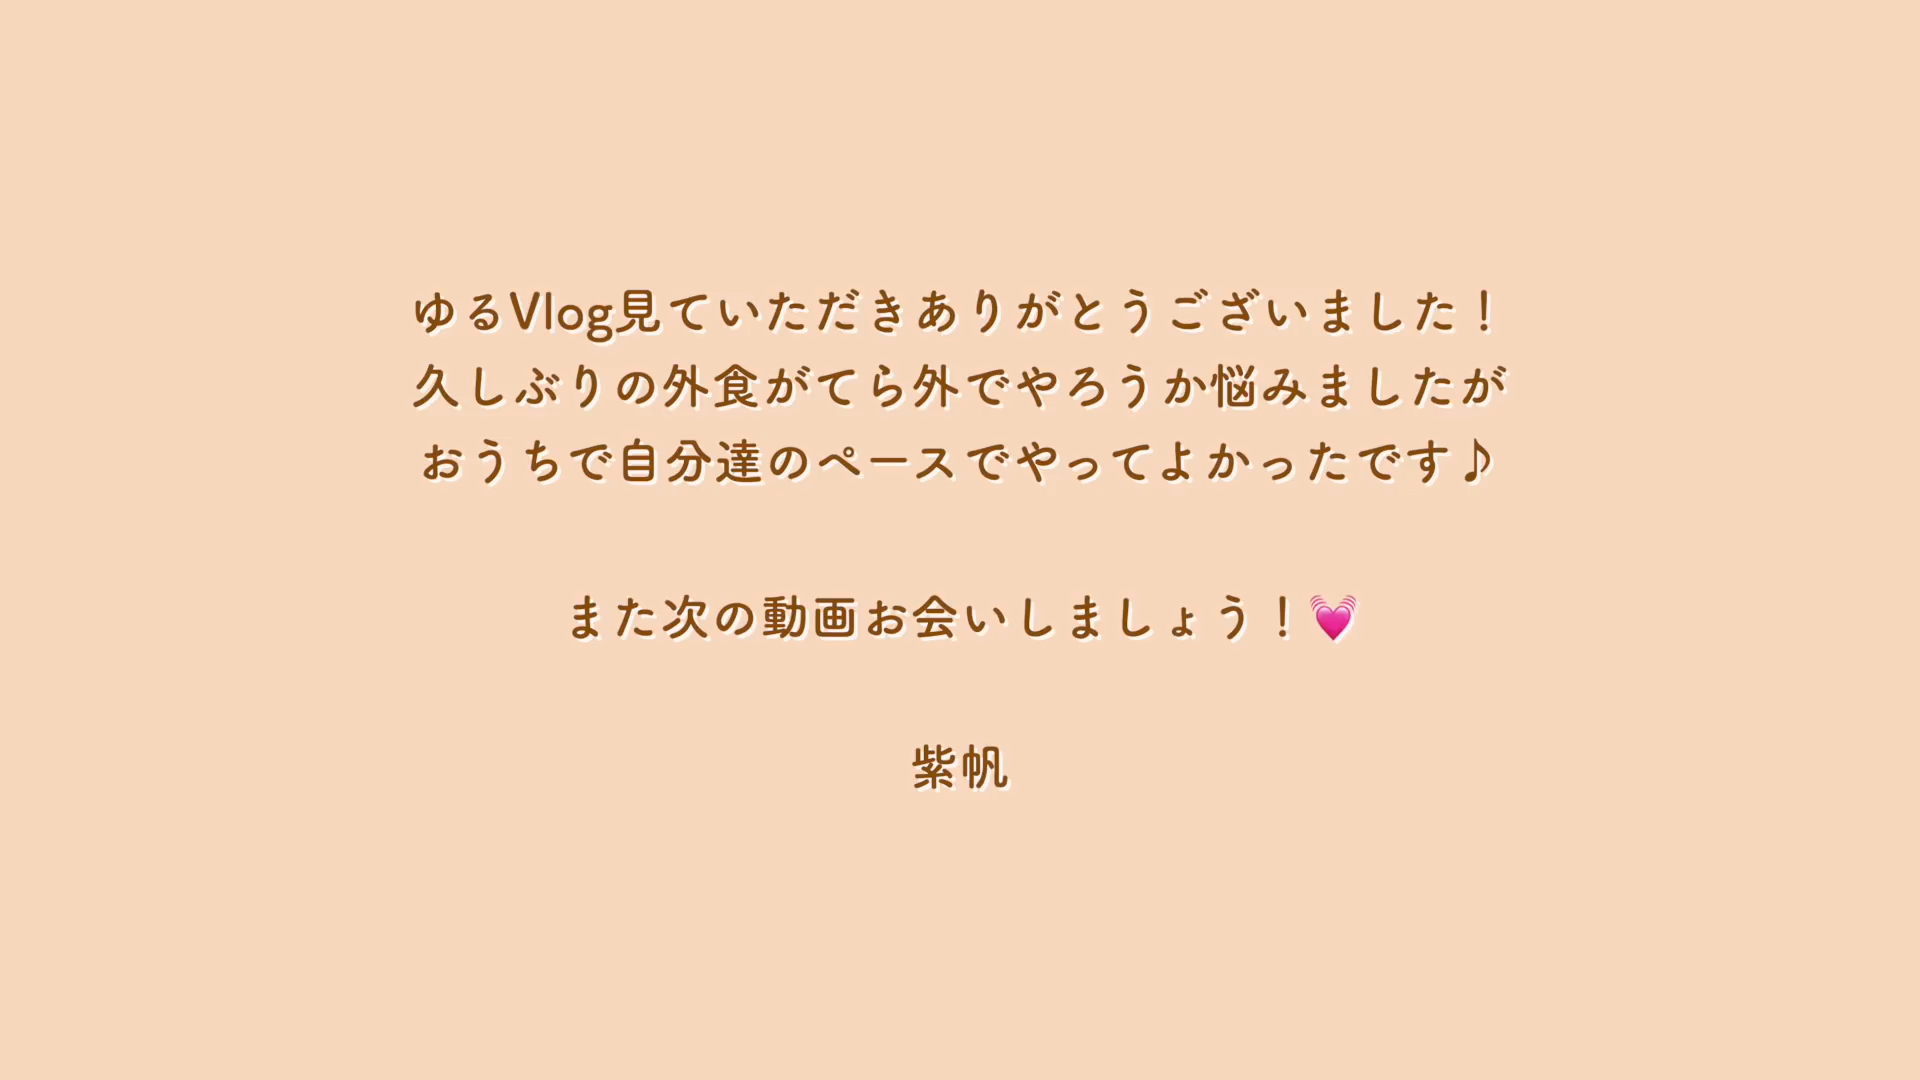 ゆるVlog見ていただきありがとうございました！
久しぶりの外食がてら外でやろうか悩みましたが
おうちで自分達のペースでやってよかったです♪
また次の動画お会いしましょう！💓
紫帆